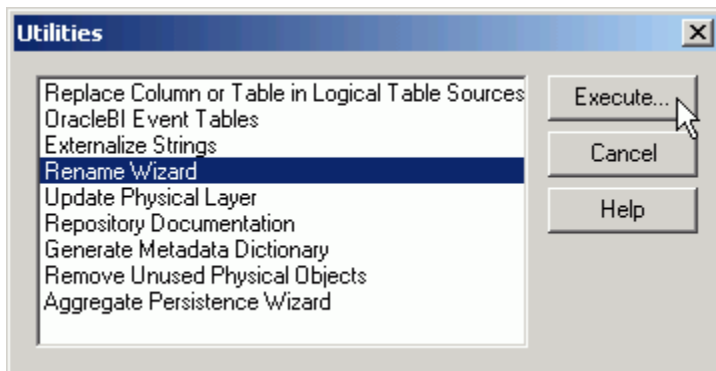 Utilities
Replace Column or Table in Logical Table Sources
OracleBI Event Tables
Externalize Strings
Rename Wizard
Update Physical Layer
Repository Documentation
Generate Metadata Dictionary
Remove Unused Physical Objects
Aggregate Persistence Wizard
Execute...
Cancel
Help